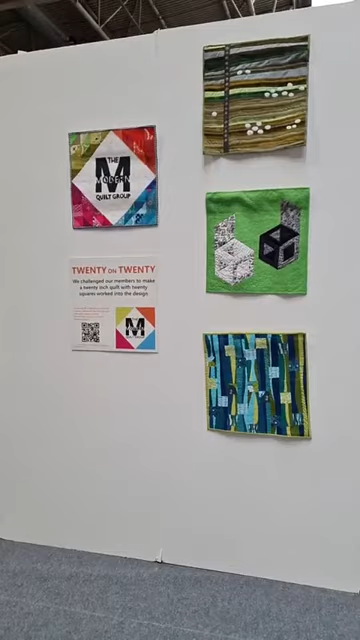 THE
MODERN
M
QUILT GROUP
TWENTY ON TWENTY
We challenged our members to make
a twenty inch quilt with twenty
squares worked into the design
M